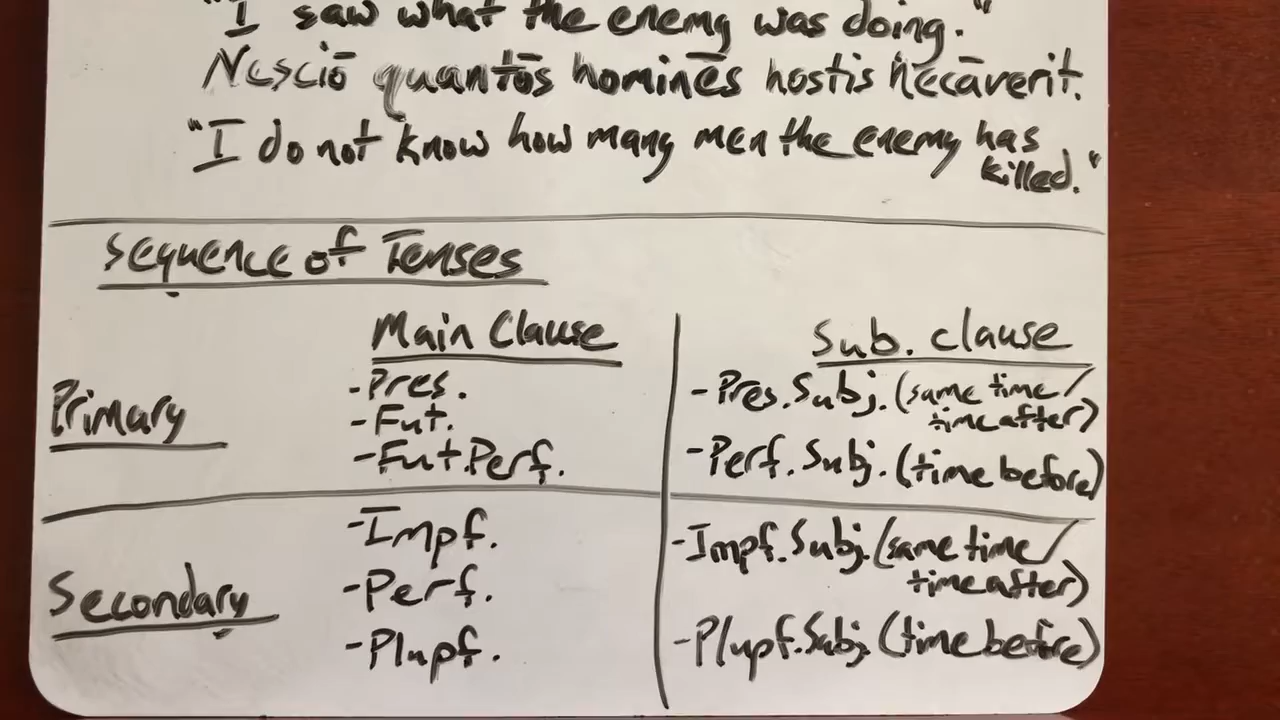 "I saw what the enemy was doing."
Nesciō quantōs hominēs hostis necāverit.
"I do not know how many men the enemy has
killed."
Sequence of Tenses
Main Clause
Sub. clause
Primary
-Pres.
-Fut.
-Fut.Perf.
-Pres.Subj. (same time/
time after)
-Perf. Subj. (time before)
Secondary
-Impf.
-Perf.
-Plupf.
-Impf. Subj. (same time/
time after)
-Plupf. Subj. (time before)